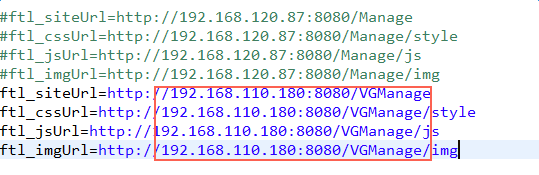 #ftl_siteUrl=http://192.168.120.87:8080/Manage
#ftl_cssUrl=http://192.168.120.87:8080/Manage/style
#ftl_jsUrl=http://192.168.120.87:8080/Manage/js
#ftl_imgUrl=http://192.168.120.87:8080/Manage/img
ftl_siteUrl=http://192.168.110.180:8080/VGManage
ftl_cssUrl=http://192.168.110.180:8080/VGManage/style
ftl_jsUrl=http://192.168.110.180:8080/VGManage/js
ftl_imgUrl=http://192.168.110.180:8080/VGManage/img